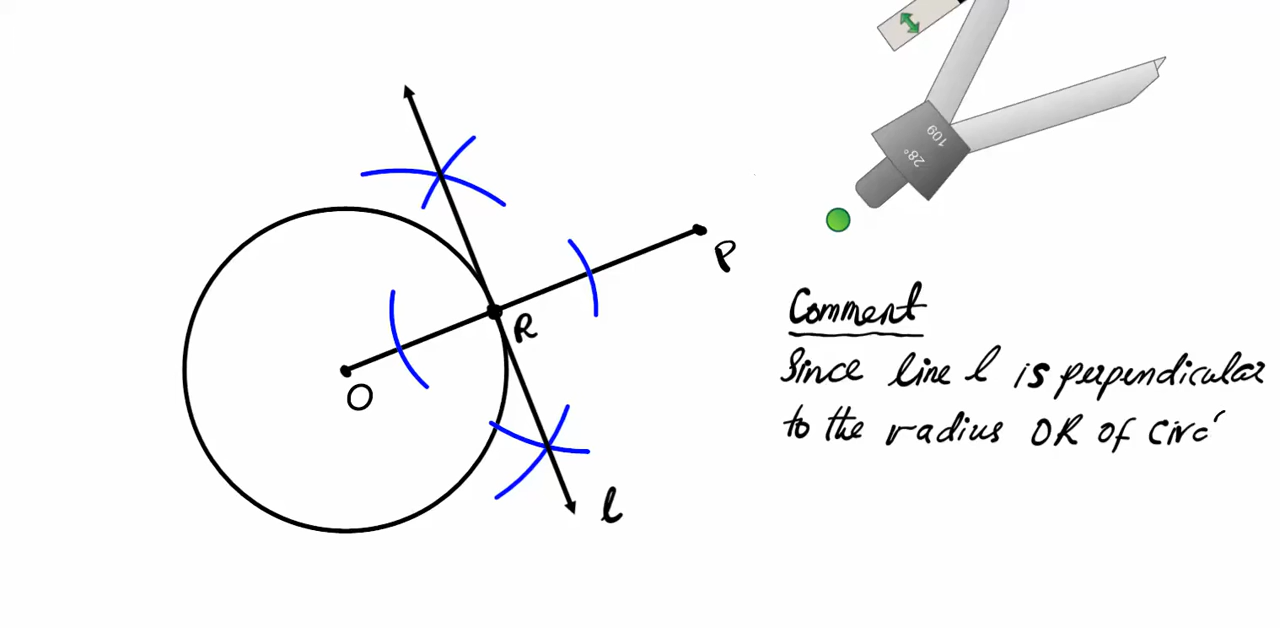 109
28°
P
R
O
l
Comment
Since line l is perpendicular
to the radius OR of circ